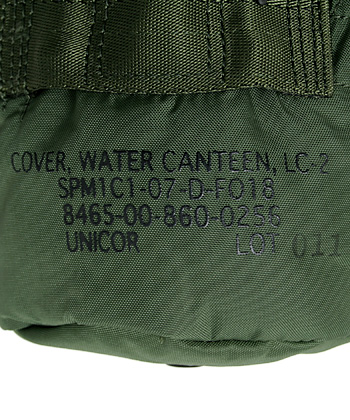 COVER, WATER CANTEEN, LC-2
SPM1C1-07-D-F018
8465-00-860-0256
UNICOR LOT 011